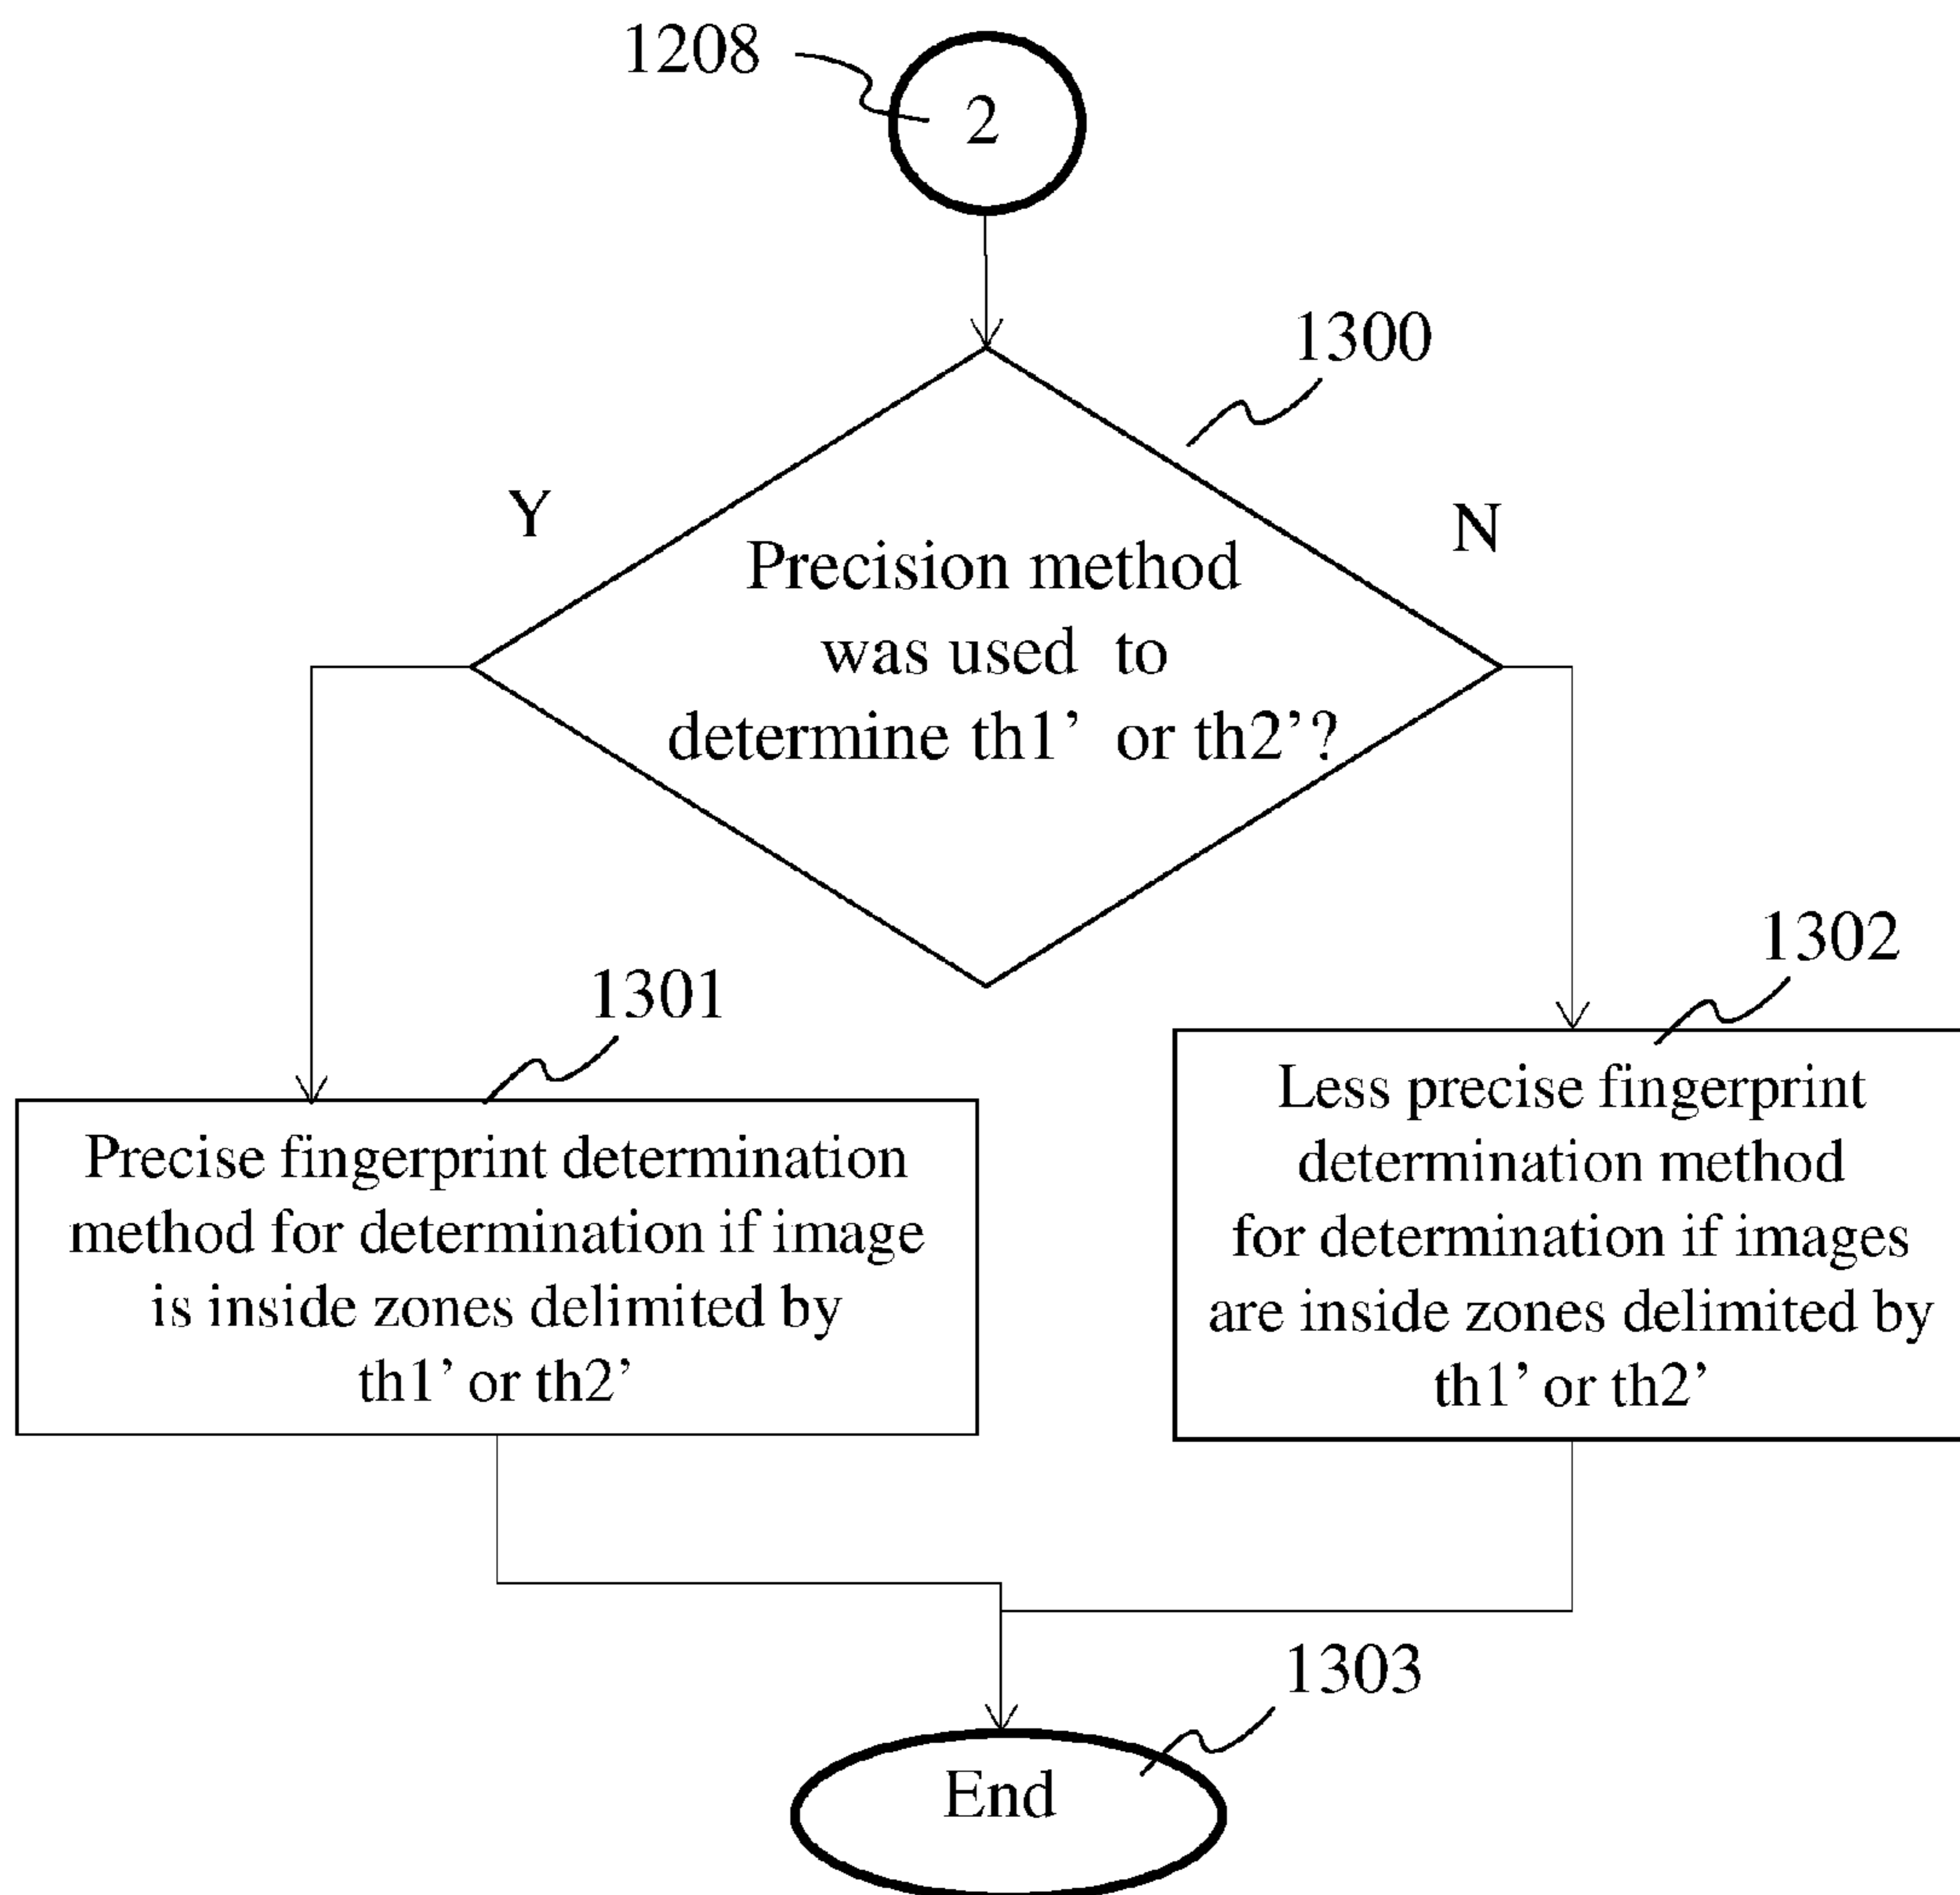 1208
2
1300
Y
N
Precision method
was used to
determine th1’ or th2’?
1302
1301
Less precise fingerprint
determination method
for determination if images
are inside zones delimited by
th1’ or th2’
Precise fingerprint determination
method for determination if image
is inside zones delimited by
th1’ or th2’
1303
End